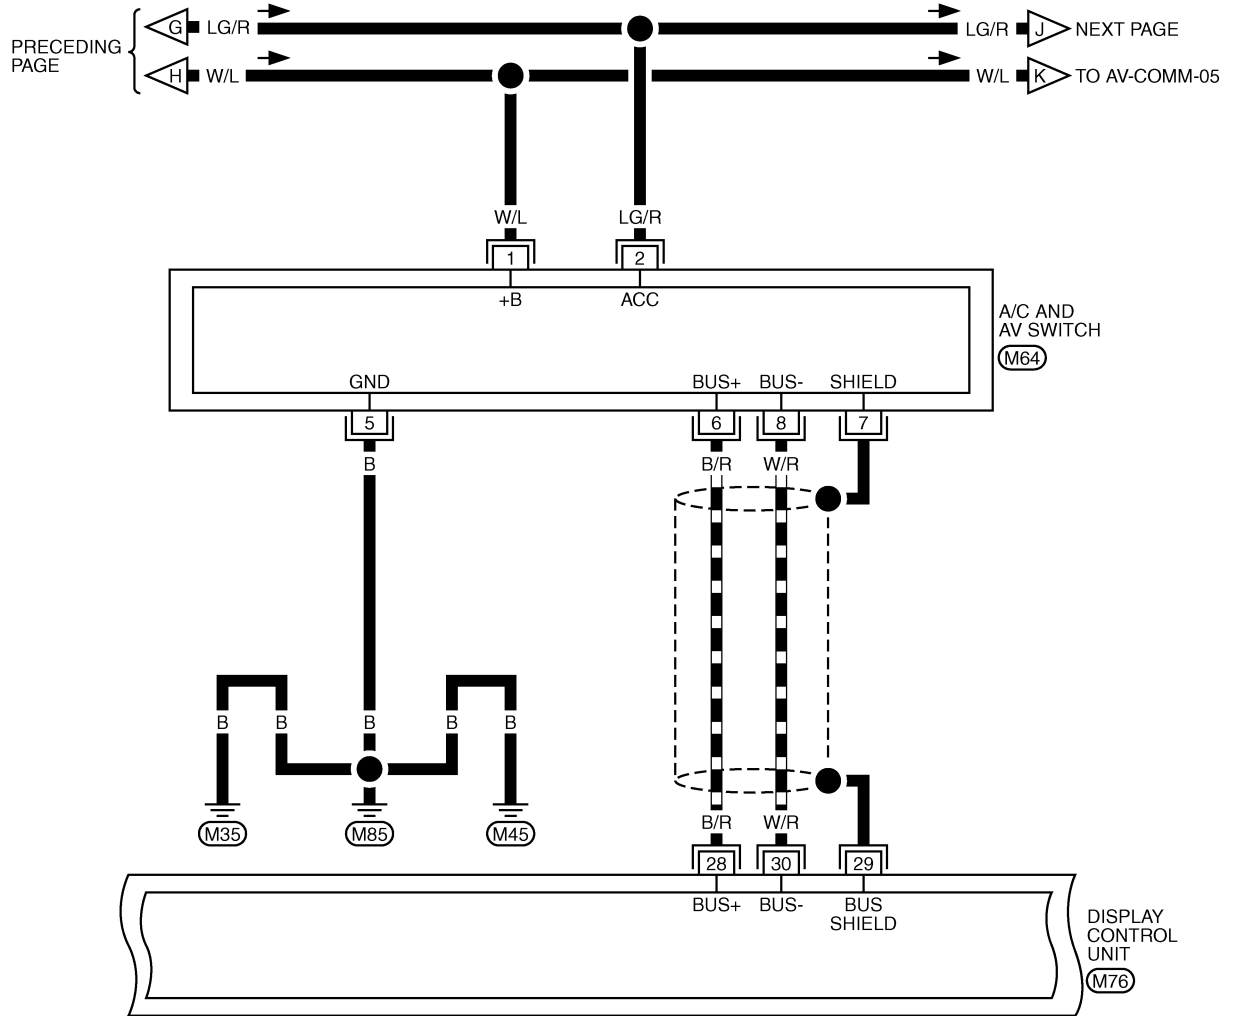 PRECEDING
PAGE
G LG/R LG/R J NEXT PAGE
H W/L W/L K TO AV-COMM-05
W/L LG/R
1 2
+B ACC
A/C AND
AV SWITCH
M64
GND BUS+ BUS- SHIELD
5 6 8 7
B B/R W/R
B B B B B
M35 M85 M45
B/R W/R
28 30 29
BUS+ BUS- BUS
SHIELD
DISPLAY
CONTROL
UNIT
M76